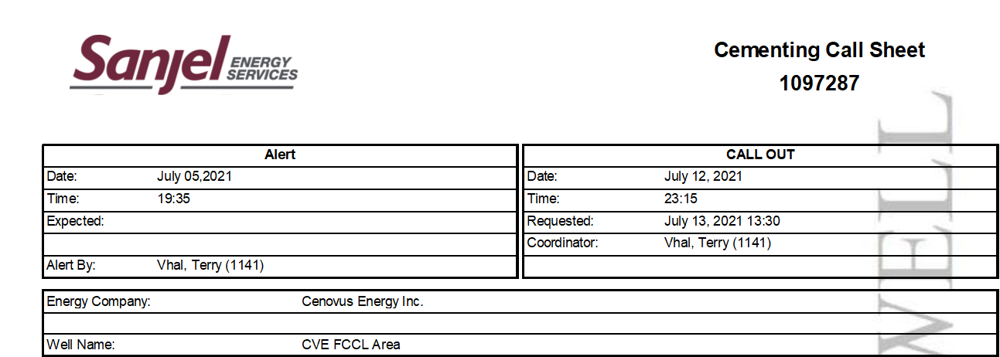 Sanjel ENERGY SERVICES
Cementing Call Sheet
1097287
Alert
Date: July 05,2021
Time: 19:35
Expected:
Alert By: Vhal, Terry (1141)
CALL OUT
Date: July 12, 2021
Time: 23:15
Requested: July 13, 2021 13:30
Coordinator: Vhal, Terry (1141)
Energy Company: Cenovus Energy Inc.
Well Name: CVE FCCL Area
WELL